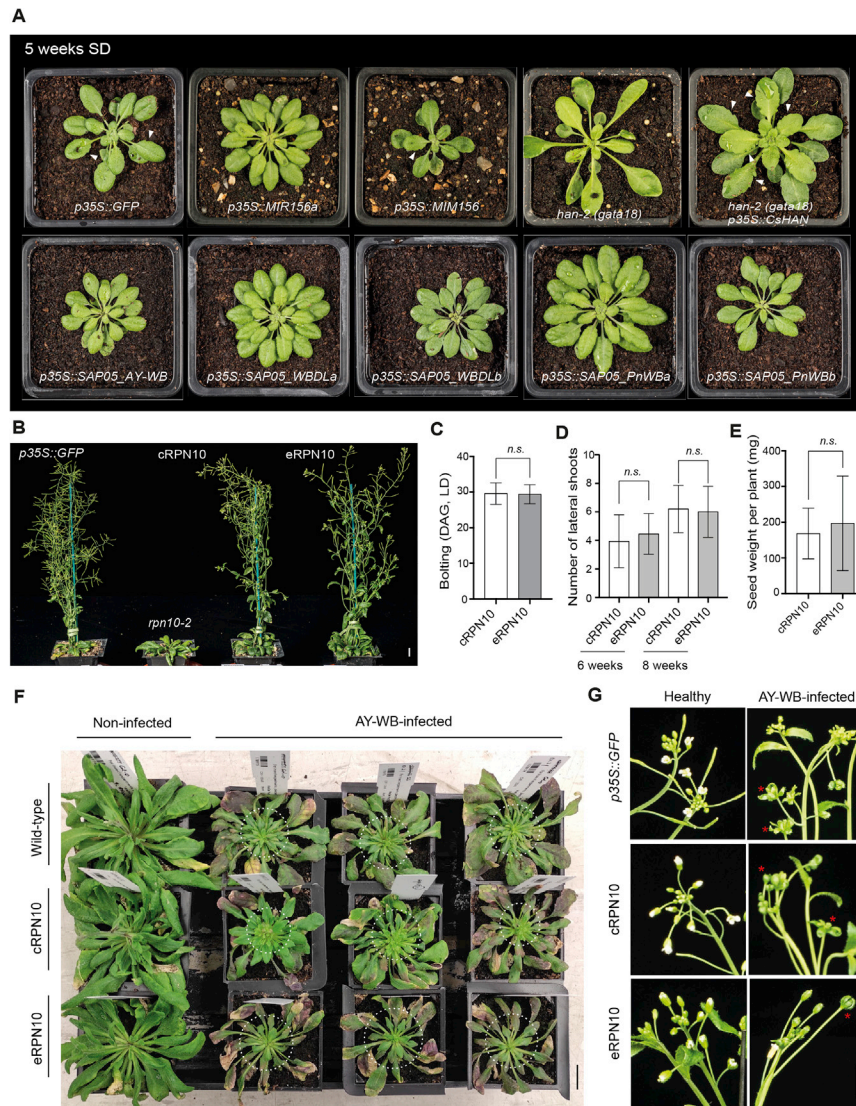 A
5 weeks SD
p35S::GFP
p35S::MIR156a
p35S::MIM156
han-2 (gata18)
han-2 (gata18)
p35S::CsHAN
p35S::SAP05_AY-WB
p35S::SAP05_WBDLa
p35S::SAP05_WBDLb
p35S::SAP05_PnWBa
p35S::SAP05_PnWBb
B
p35S::GFP
cRPN10
eRPN10
rpn10-2
C
n.s.
Bolting (DAG, LD)
40
30
20
10
0
cRPN10
eRPN10
D
n.s.
n.s.
Number of lateral shoots
10
8
6
4
2
0
cRPN10
eRPN10
cRPN10
eRPN10
6 weeks
8 weeks
E
n.s.
Seed weight per plant (mg)
400
300
200
100
0
cRPN10
eRPN10
F
Non-infected
AY-WB-infected
Wild-type
cRPN10
eRPN10
G
Healthy
AY-WB-infected
p35S::GFP
*
*
cRPN10
*
*
eRPN10
*